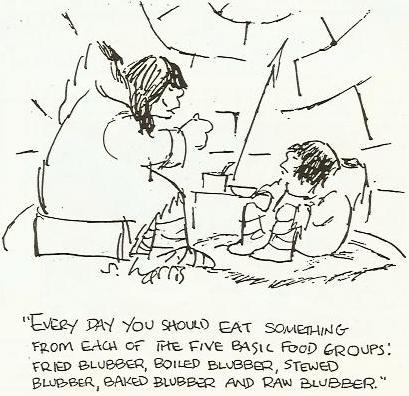 S. Harris
"EVERY DAY YOU SHOULD EAT SOMETHING
FROM EACH OF THE FIVE BASIC FOOD GROUPS:
FRIED BLUBBER, BOILED BLUBBER, STEWED
BLUBBER, BAKED BLUBBER AND RAW BLUBBER."